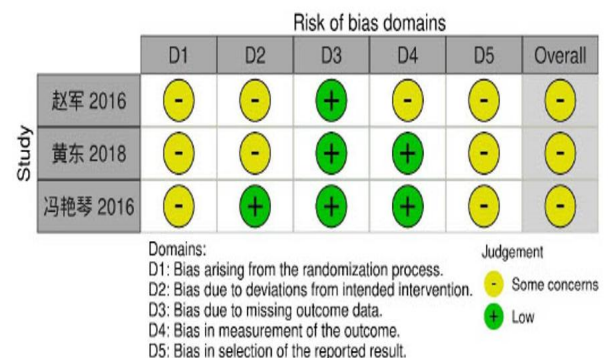 Risk of bias domains
D1 D2 D3 D4 D5 Overall
Study
赵军 2016 - - + - - -
黄东 2018 - - + + - -
冯艳琴 2016 - + + + - -
Domains:
D1: Bias arising from the randomization process.
D2: Bias due to deviations from intended intervention.
D3: Bias due to missing outcome data.
D4: Bias in measurement of the outcome.
D5: Bias in selection of the reported result.
Judgement
- Some concerns
+ Low